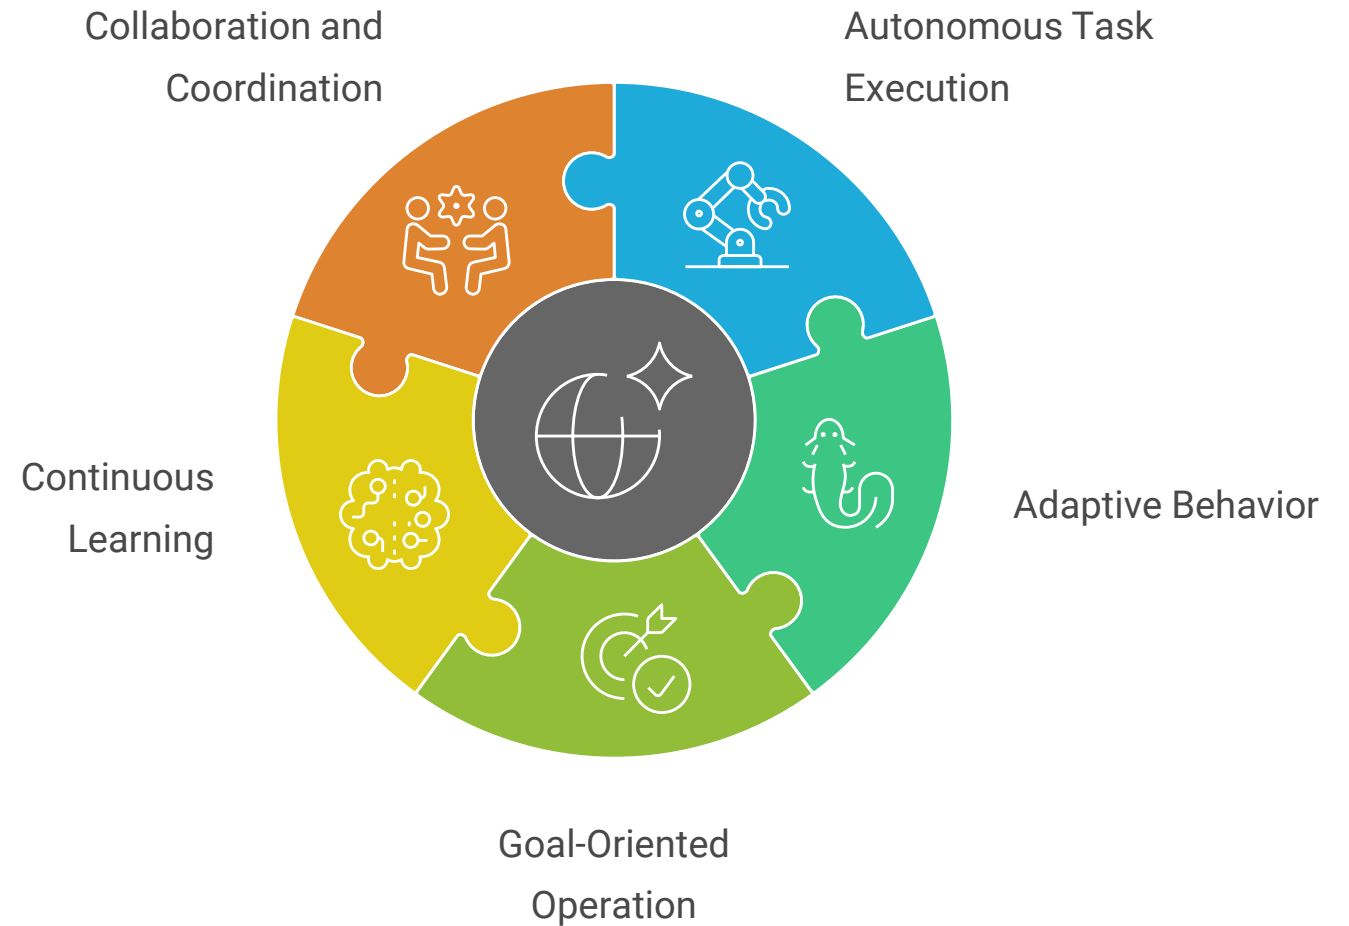 Collaboration and
Coordination
Autonomous Task
Execution
Continuous
Learning
Adaptive Behavior
Goal-Oriented
Operation